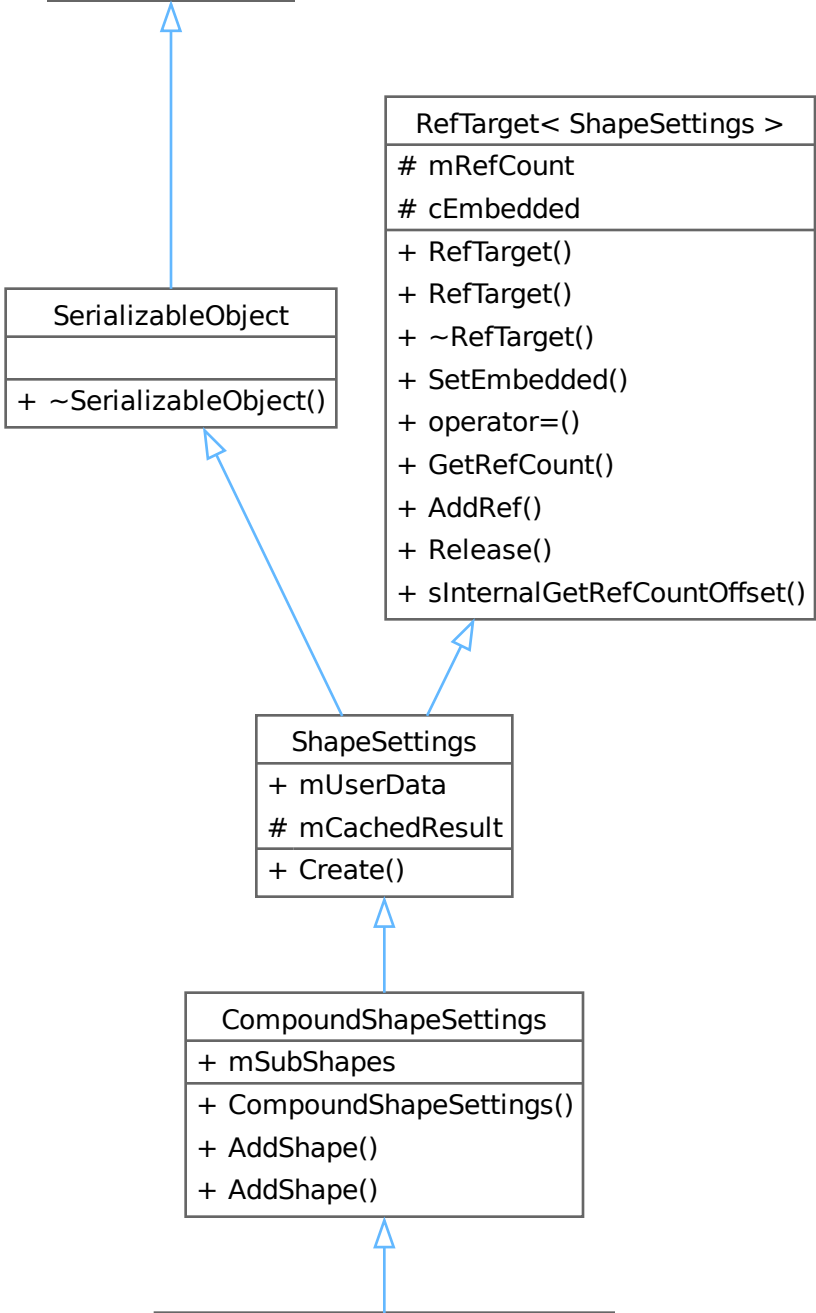 RefTarget< ShapeSettings >
# mRefCount
# cEmbedded
+ RefTarget()
+ RefTarget()
+ ~RefTarget()
+ SetEmbedded()
+ operator=()
+ GetRefCount()
+ AddRef()
+ Release()
+ sInternalGetRefCountOffset()
SerializableObject
+ ~SerializableObject()
ShapeSettings
+ mUserData
# mCachedResult
+ Create()
CompoundShapeSettings
+ mSubShapes
+ CompoundShapeSettings()
+ AddShape()
+ AddShape()